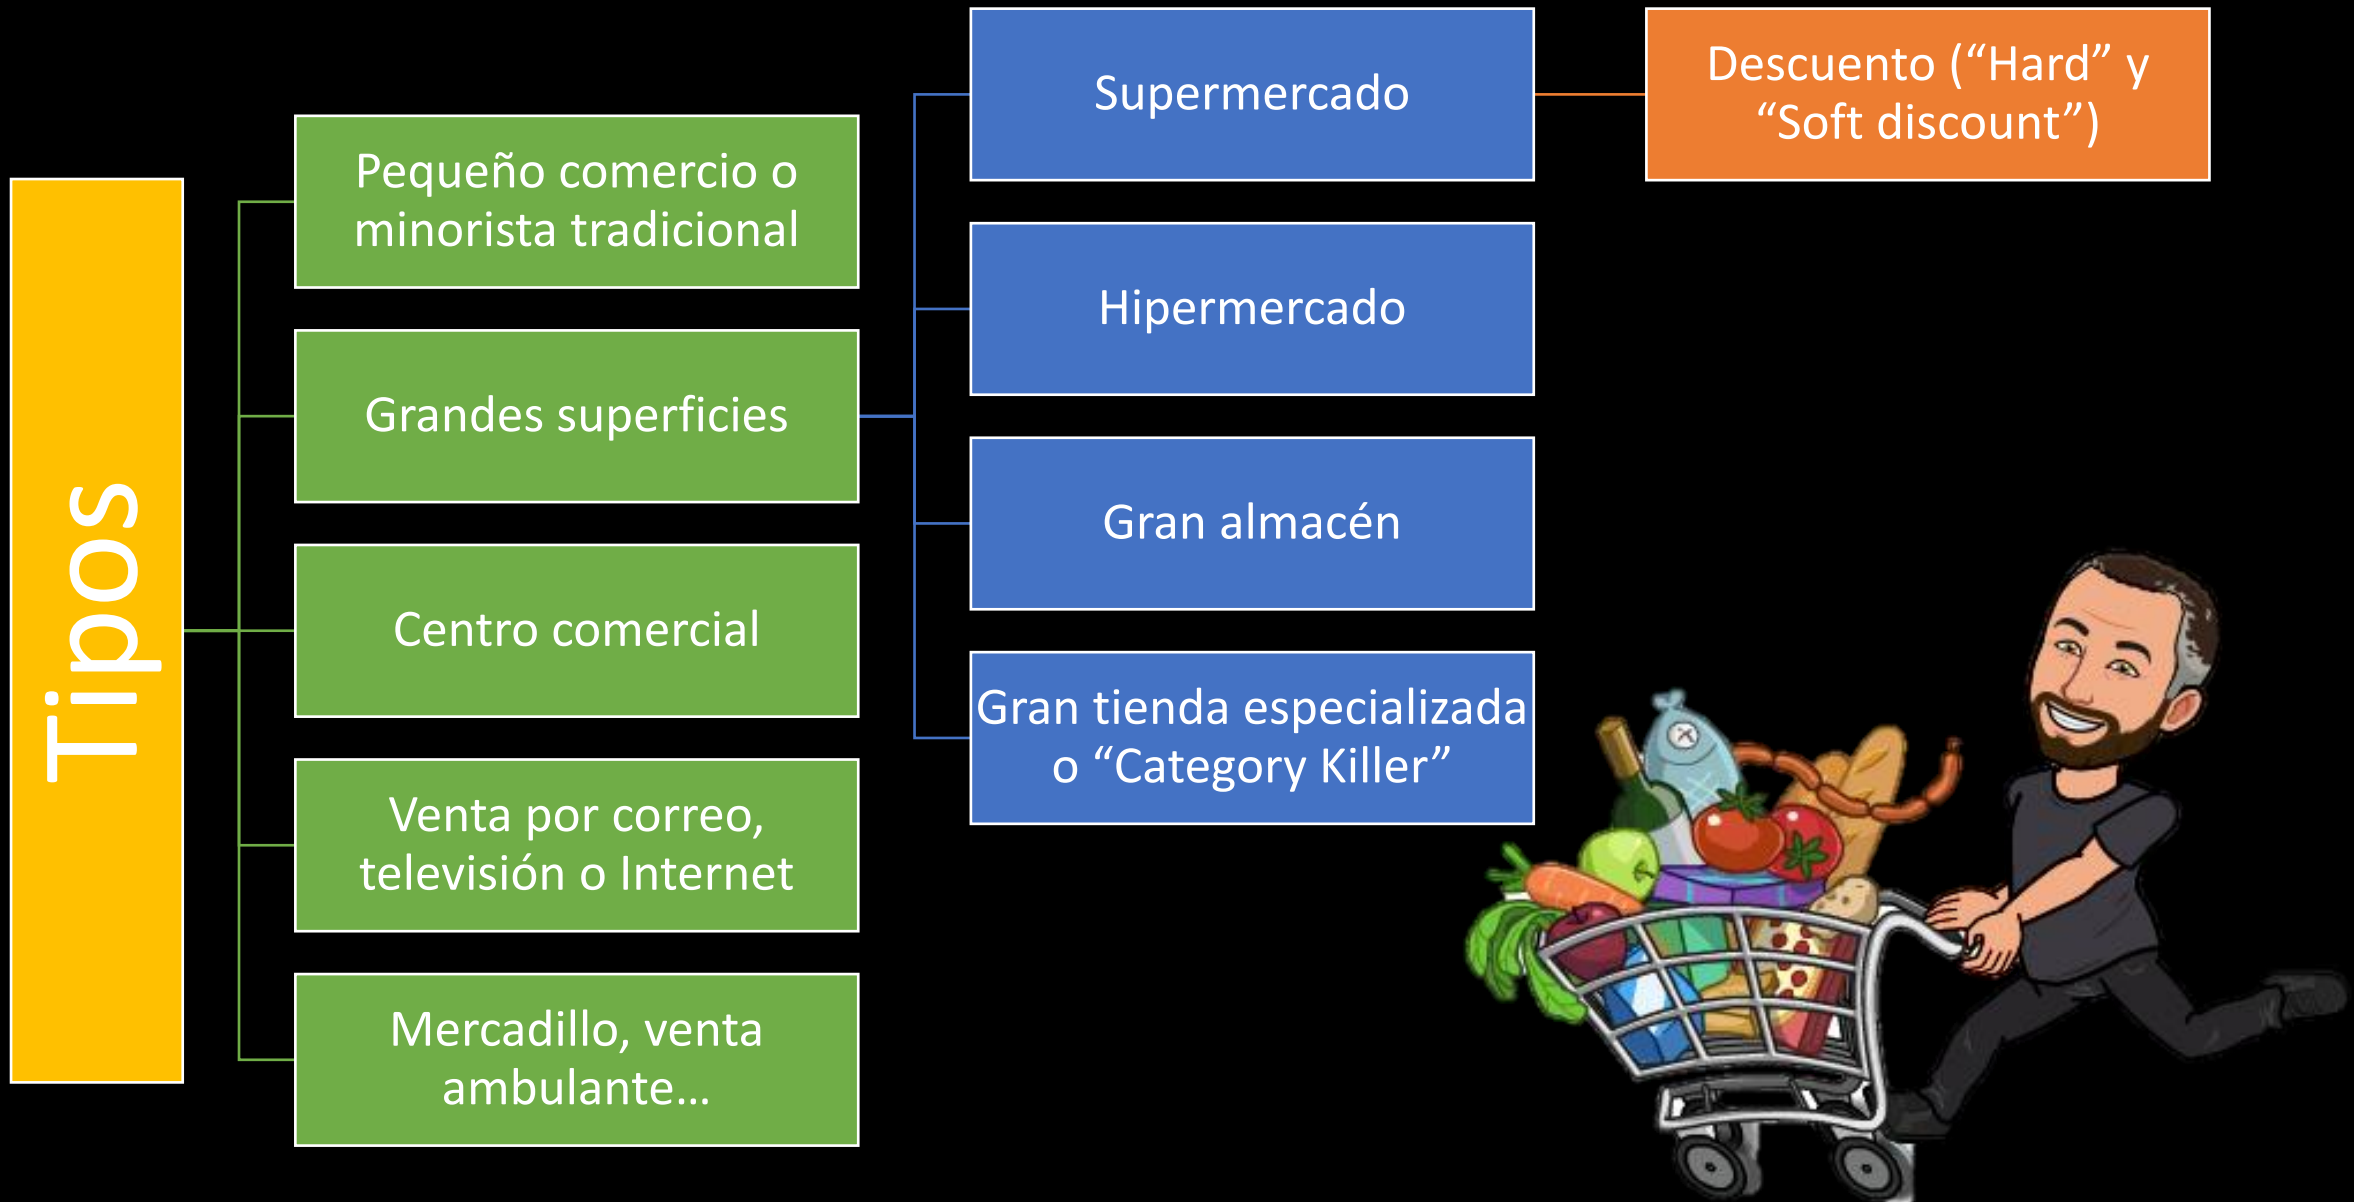 Tipos
Pequeño comercio o
minorista tradicional
Grandes superficies
Centro comercial
Venta por correo,
televisión o Internet
Mercadillo, venta
ambulante...
Supermercado
Hipermercado
Gran almacén
Gran tienda especializada
o “Category Killer”
Descuento (“Hard” y
“Soft discount”)